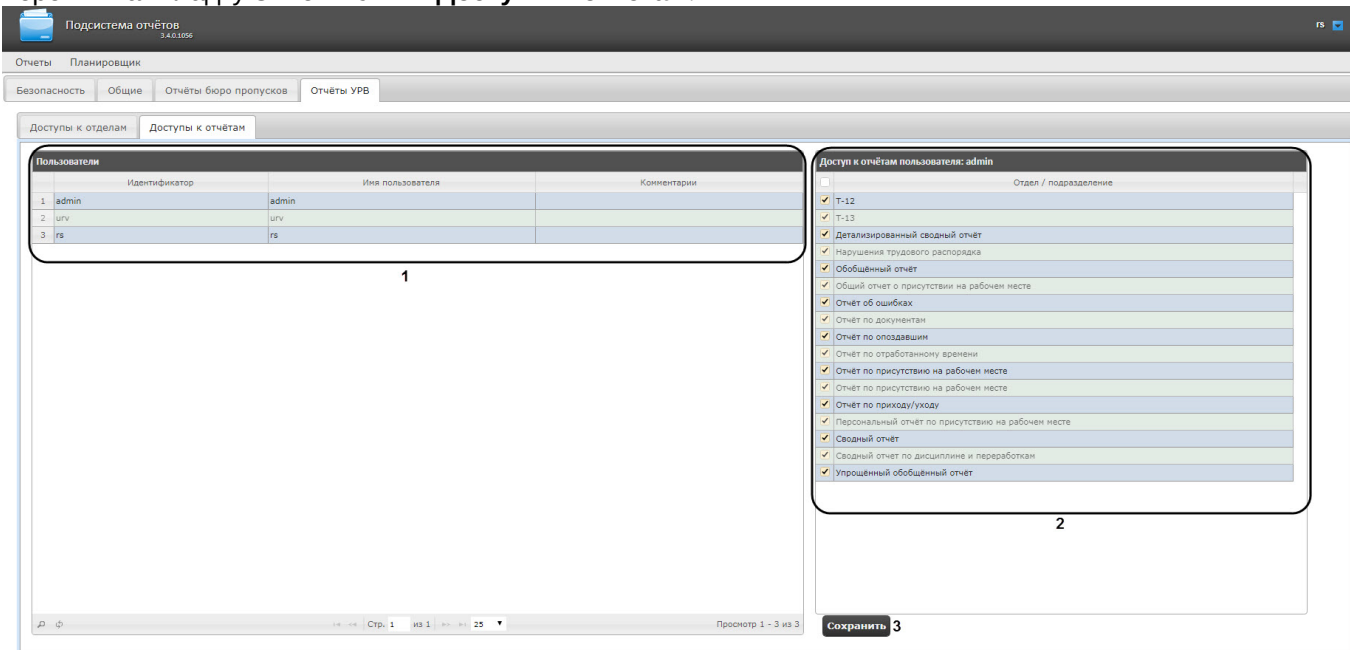 Подсистема отчётов
3.4.0.1056
rs
Отчеты Планировщик
Безопасность Общие Отчёты бюро пропусков Отчёты УРВ
Доступы к отделам Доступы к отчётам
Пользователи
Идентификатор Имя пользователя Комментарии
1 admin admin
2 urv urv
3 rs rs
1
Стр. 1 из 1 25
Просмотр 1 - 3 из 3
Доступ к отчётам пользователя: admin
Отдел / подразделение
Т-12
Т-13
Детализированный сводный отчёт
Нарушения трудового распорядка
Обобщённый отчёт
Общий отчет о присутствии на рабочем месте
Отчёт об ошибках
Отчёт по документам
Отчёт по опоздавшим
Отчёт по отработанному времени
Отчёт по присутствию на рабочем месте
Отчёт по присутствию на рабочем месте
Отчёт по приходу/уходу
Персональный отчёт по присутствию на рабочем месте
Сводный отчёт
Сводный отчет по дисциплине и переработкам
Упрощённый обобщённый отчёт
2
Сохранить 3